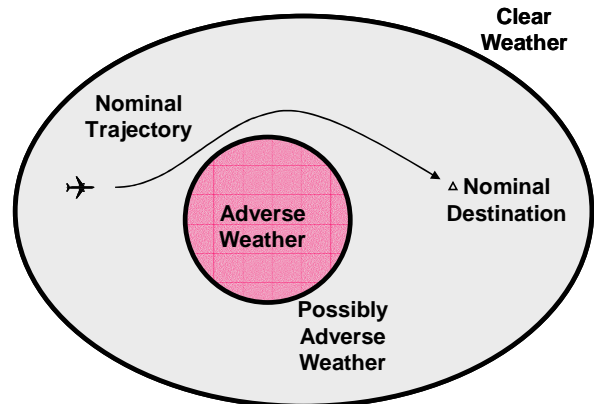 Clear
Weather
Nominal
Trajectory
Nominal
Destination
Adverse
Weather
Possibly
Adverse
Weather